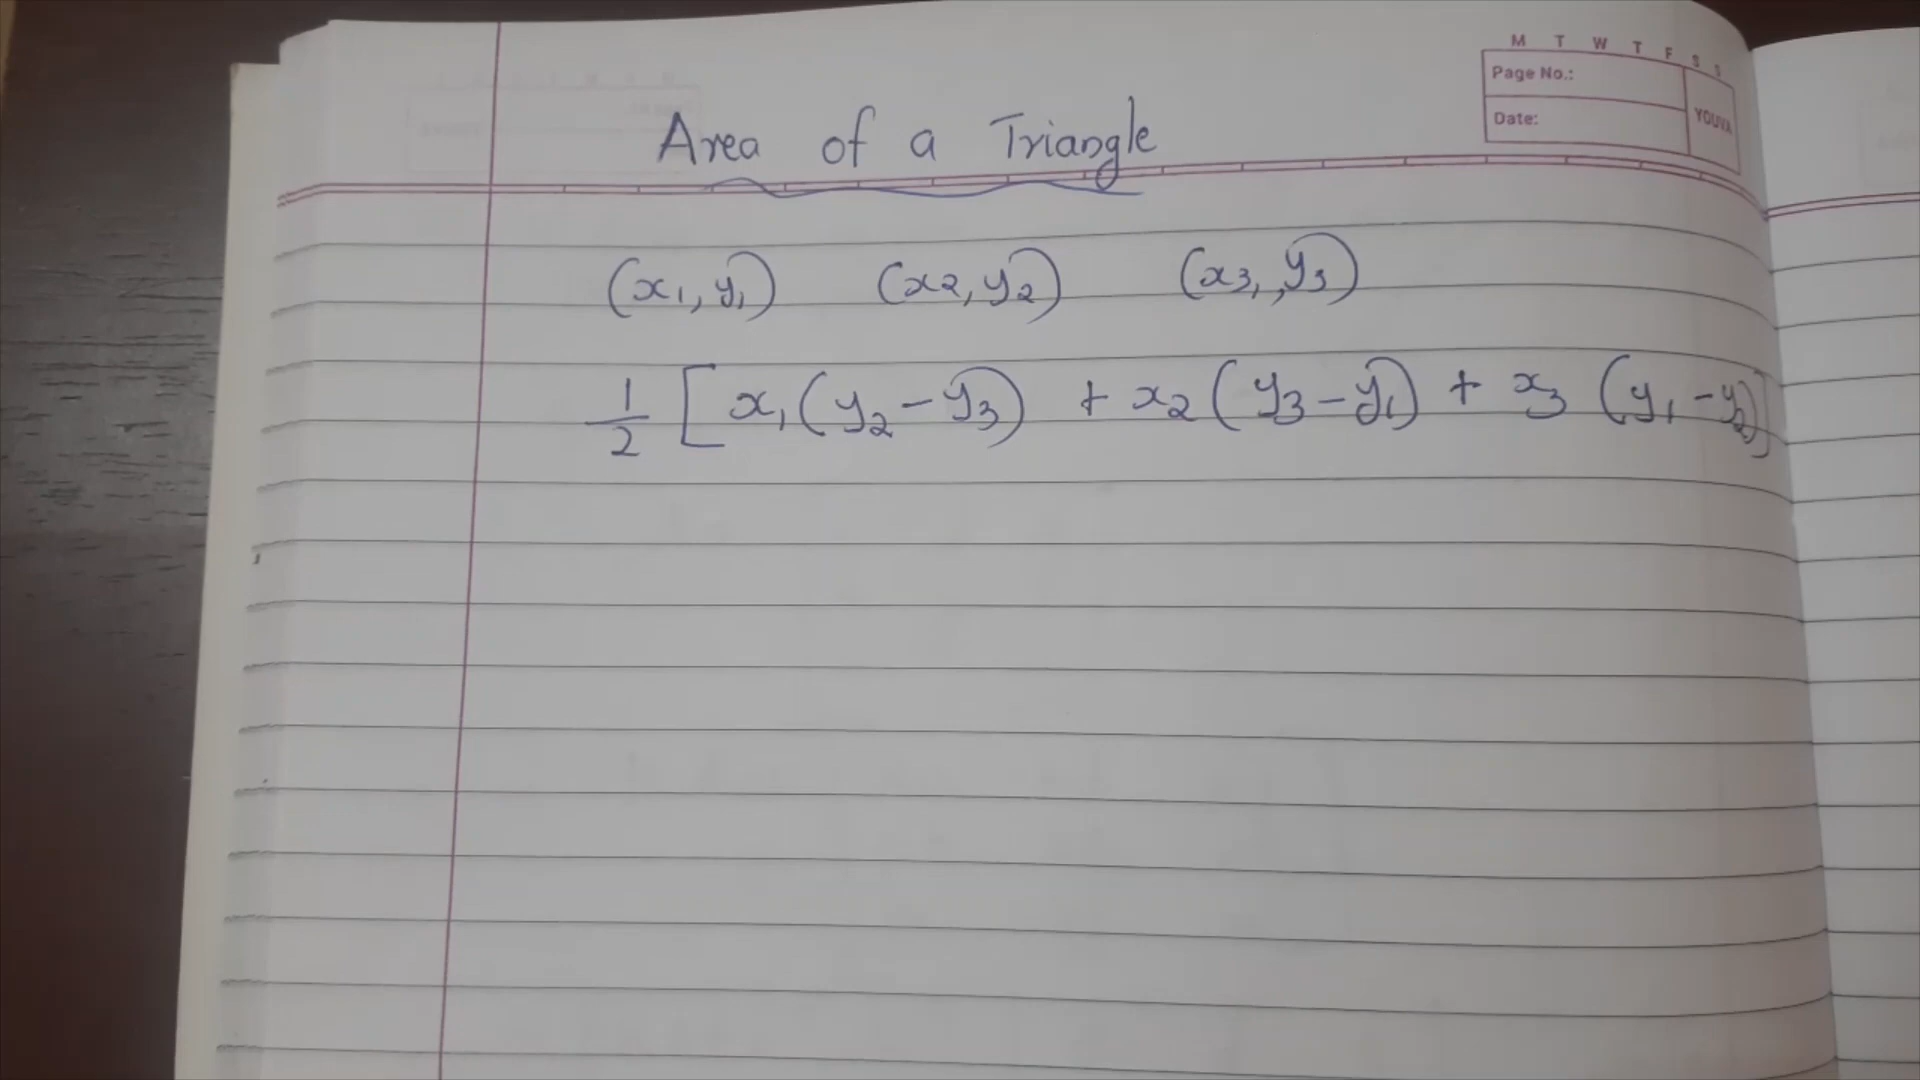 M T W T F S S
Page No.:
Date:
YOUVA
Area of a Triangle
(x₁, y₁) (x₂, y₂) (x₃, , y₃)
1/2 [x₁(y₂ - y₃) + x₂(y₃ - y₁) + x₃(y₁ - y₂)]